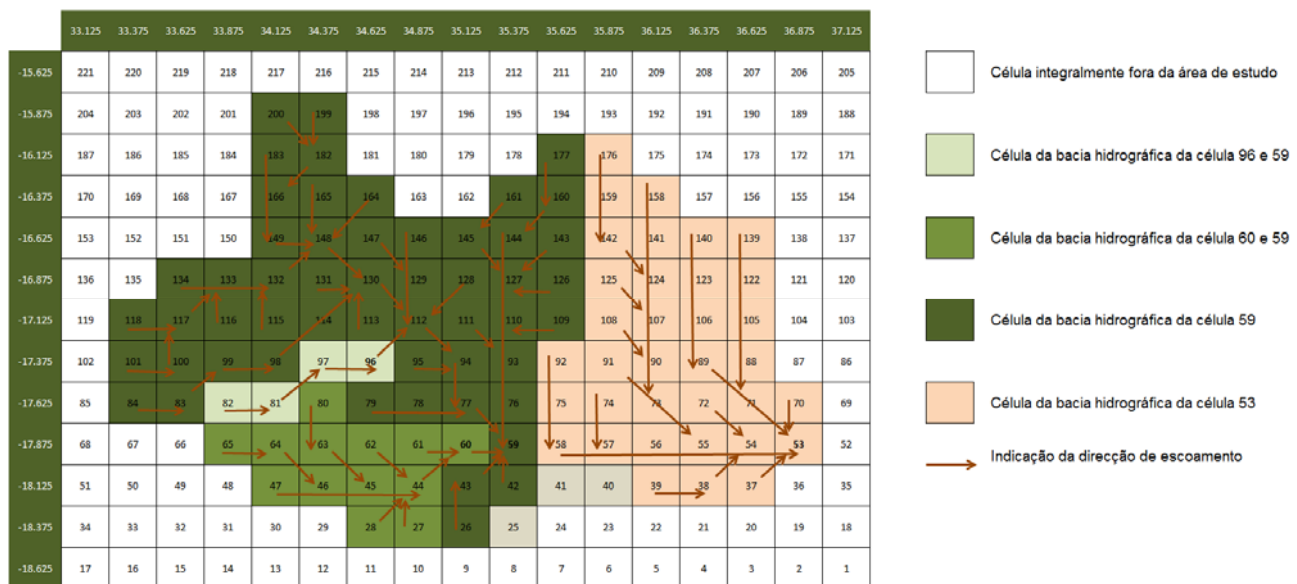 33.125 33.375 33.625 33.875 34.125 34.375 34.625 34.875 35.125 35.375 35.625 35.875 36.125 36.375 36.625 36.875 37.125
-15.625 221 220 219 218 217 216 215 214 213 212 211 210 209 208 207 206 205
-15.875 204 203 202 201 200 199 198 197 196 195 194 193 192 191 190 189 188
-16.125 187 186 185 184 183 182 181 180 179 178 177 176 175 174 173 172 171
-16.375 170 169 168 167 166 165 164 163 162 161 160 159 158 157 156 155 154
-16.625 153 152 151 150 149 148 147 146 145 144 143 142 141 140 139 138 137
-16.875 136 135 134 133 132 131 130 129 128 127 126 125 124 123 122 121 120
-17.125 119 118 117 116 115 114 113 112 111 110 109 108 107 106 105 104 103
-17.375 102 101 100 99 98 97 96 95 94 93 92 91 90 89 88 87 86
-17.625 85 84 83 82 81 80 79 78 77 76 75 74 73 72 71 70 69
-17.875 68 67 66 65 64 63 62 61 60 59 58 57 56 55 54 53 52
-18.125 51 50 49 48 47 46 45 44 43 42 41 40 39 38 37 36 35
-18.375 34 33 32 31 30 29 28 27 26 25 24 23 22 21 20 19 18
-18.625 17 16 15 14 13 12 11 10 9 8 7 6 5 4 3 2 1
Célula integralmente fora da área de estudo
Célula da bacia hidrográfica da célula 96 e 59
Célula da bacia hidrográfica da célula 60 e 59
Célula da bacia hidrográfica da célula 59
Célula da bacia hidrográfica da célula 53
Indicação da direcção de escoamento